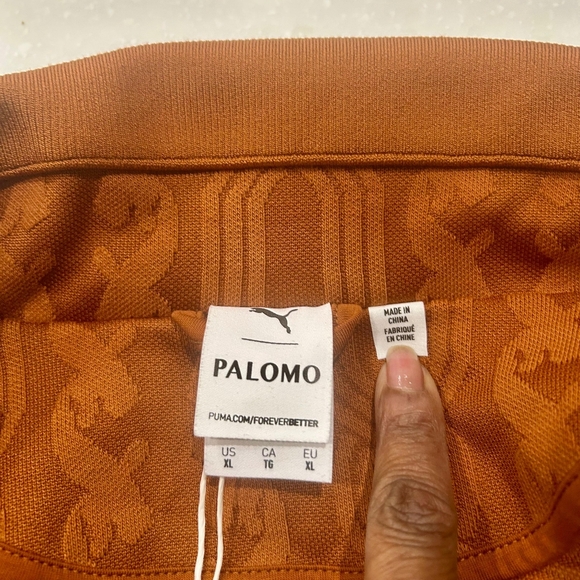 PALOMO
PUMA.COM/FOREVERBETTER
US CA EU
XL TG XL
MADE IN
CHINA
FABRIQUÉ
EN CHINE